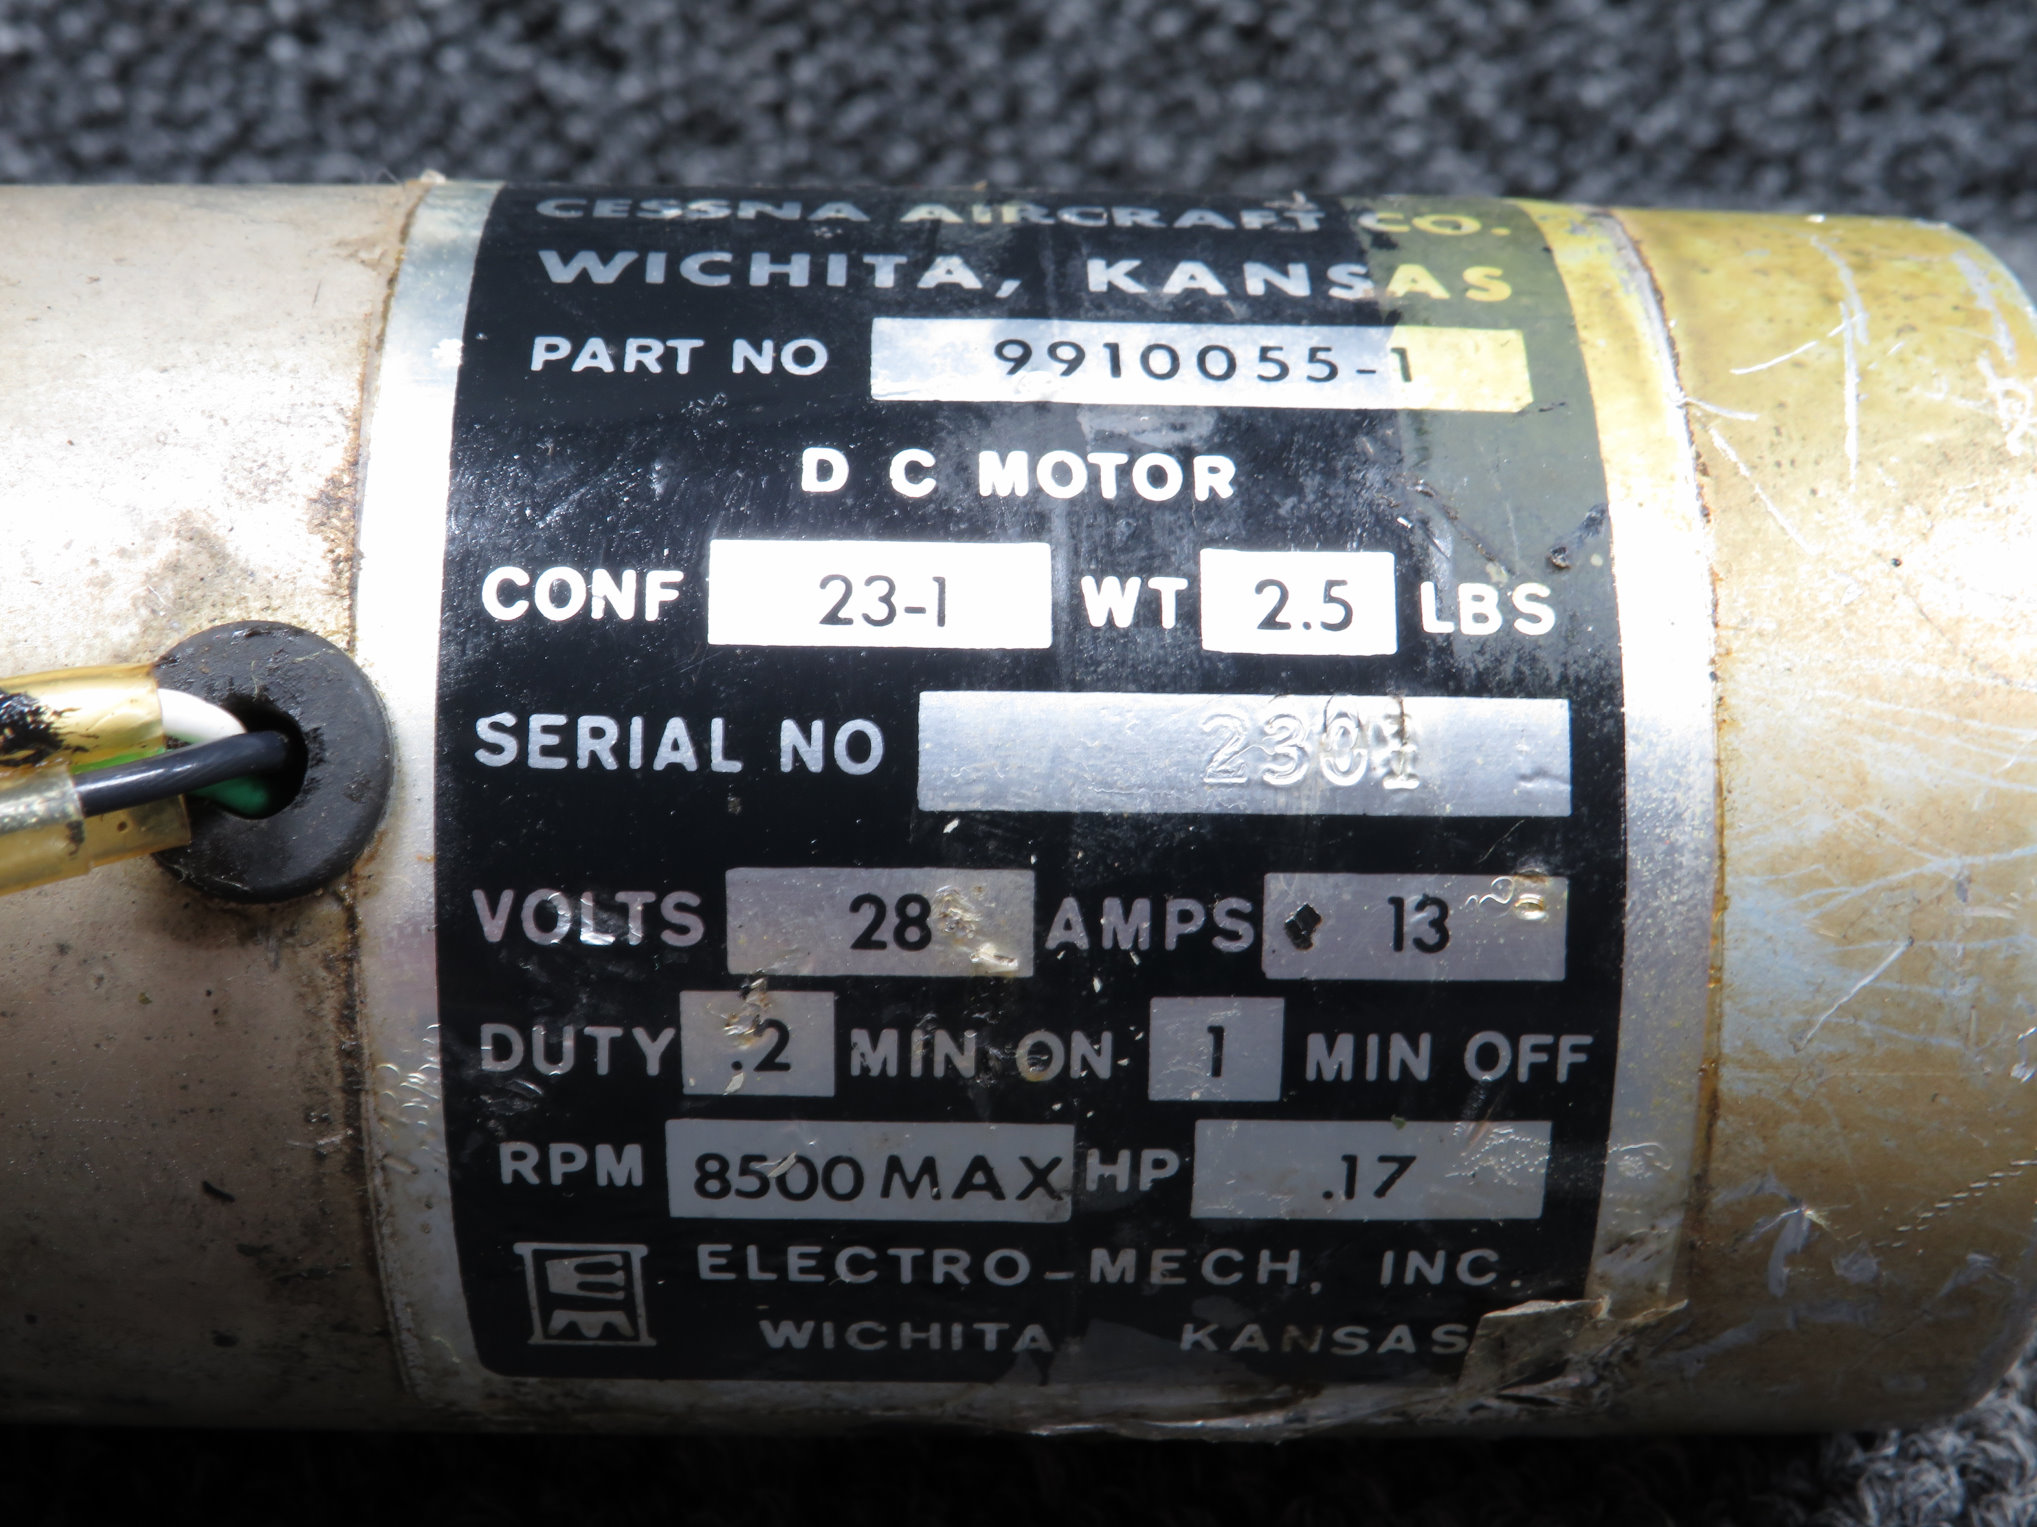 CESSNA AIRCRAFT CO.
WICHITA, KANSAS
PART NO 9910055-1
D C MOTOR
CONF 23-1 WT 2.5 LBS
SERIAL NO 2301
VOLTS 28 AMPS 13
DUTY .2 MIN ON 1 MIN OFF
RPM 8500 MAX HP .17
EM ELECTRO-MECH, INC.
WICHITA KANSAS